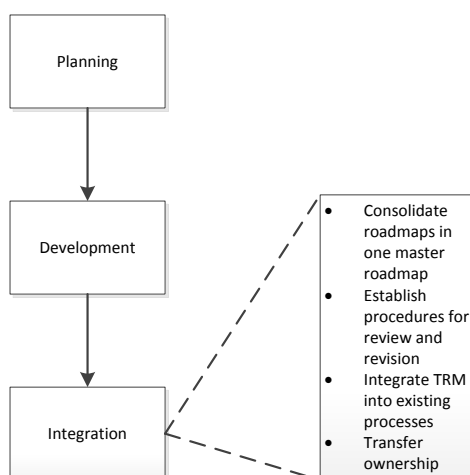 Planning
Development
Integration
• Consolidate
roadmaps in
one master
roadmap
• Establish
procedures for
review and
revision
• Integrate TRM
into existing
processes
• Transfer
ownership